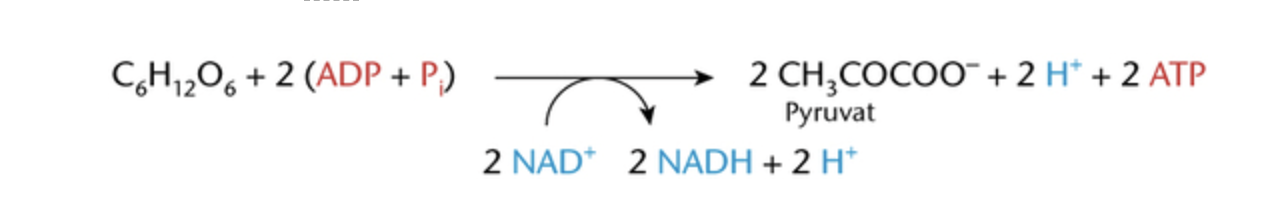 C₆H₁₂O₆ + 2 (ADP + Pᵢ) 2 CH₃COCOO⁻ + 2 H⁺ + 2 ATP
Pyruvat
2 NAD⁺ 2 NADH + 2 H⁺